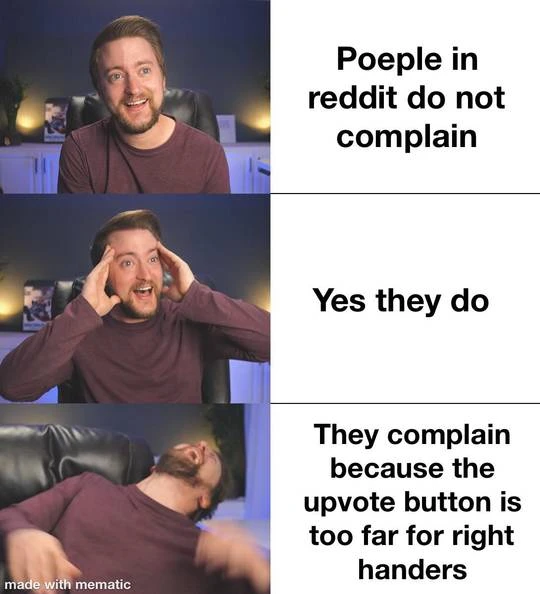 Poeple in
reddit do not
complain
Yes they do
They complain
because the
upvote button is
too far for right
handers
made with mematic